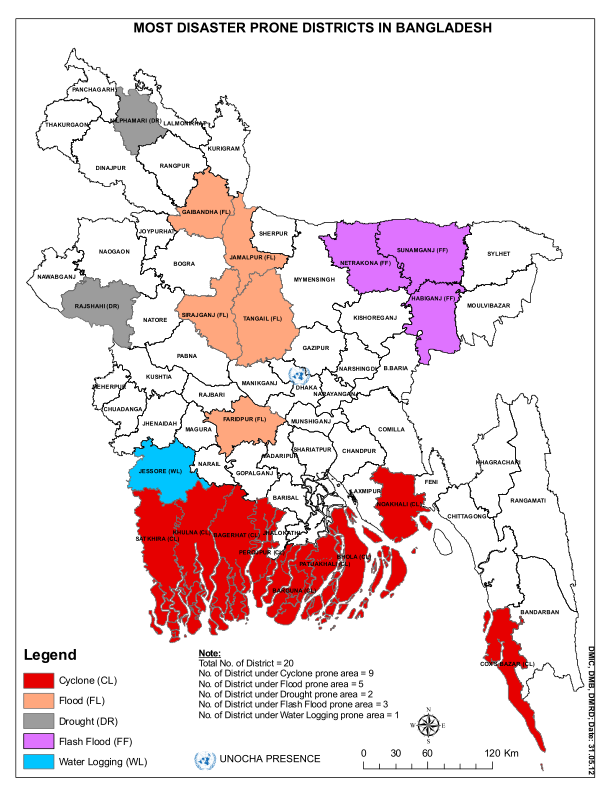 MOST DISASTER PRONE DISTRICTS IN BANGLADESH
PANCHAGARH
THAKURGAON
NILPHAMARI (DR)
LALMONIRHAT
DINAJPUR
RANGPUR
KURIGRAM
GAIBANDHA (FL)
JOYPURHAT
SHERPUR
NAOGAON
BOGRA
JAMALPUR (FL)
NETRAKONA (FF)
SUNAMGANJ (FF)
SYLHET
NAWABGANJ
MYMENSINGH
RAJSHAHI (DR)
NATORE
SIRAJGANJ (FL)
TANGAIL (FL)
KISHOREGANJ
HABIGANJ (FF)
MOULVIBAZAR
PABNA
GAZIPUR
NARSHINGDI
B.BARIA
KUSHTIA
MEHERPUR
MANIKGANJ
DHAKA
RAJBARI
NARAYANGANJ
CHUADANGA
JHENAIDAH
MAGURA
FARIDPUR (FL)
MUNSHIGANJ
COMILLA
SHARIATPUR
CHANDPUR
MADARIPUR
NARAIL
GOPALGANJ
JESSORE (WL)
KHAGRACHARI
FENI
LAXMIPUR
NOAKHALI (CL)
BARISAL
RANGAMATI
CHITTAGONG
SATKHIRA (CL)
KHULNA (CL)
BAGERHAT (CL)
JHALOKATHI
PEROJPUR (CL)
BHOLA (CL)
PATUAKHALI (CL)
BARGUNA (CL)
BANDARBAN
COX'S BAZAR (CL)
Legend
Cyclone (CL)
Flood (FL)
Drought (DR)
Flash Flood (FF)
Water Logging (WL)
Note:
Total No. of District = 20
No. of District under Cyclone prone area = 9
No. of District under Flood prone area = 5
No. of District under Drought prone area = 2
No. of District under Flash Flood prone area = 3
No. of District under Water Logging prone area = 1
UNOCHA PRESENCE
N
W
E
S
0 30 60 120 Km
DMIC, DMB, DMRD; Date: 31.05.12